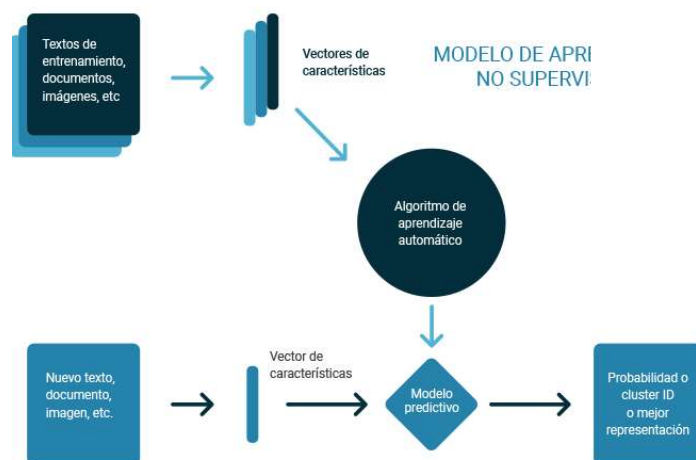 Textos de
entrenamiento,
documentos,
imágenes, etc
Vectores de
características
MODELO DE APRE
NO SUPERVIS
Algoritmo de
aprendizaje
automático
Nuevo texto,
documento,
imagen, etc.
Vector de
características
Modelo
predictivo
Probabilidad o
cluster ID
o mejor
representación